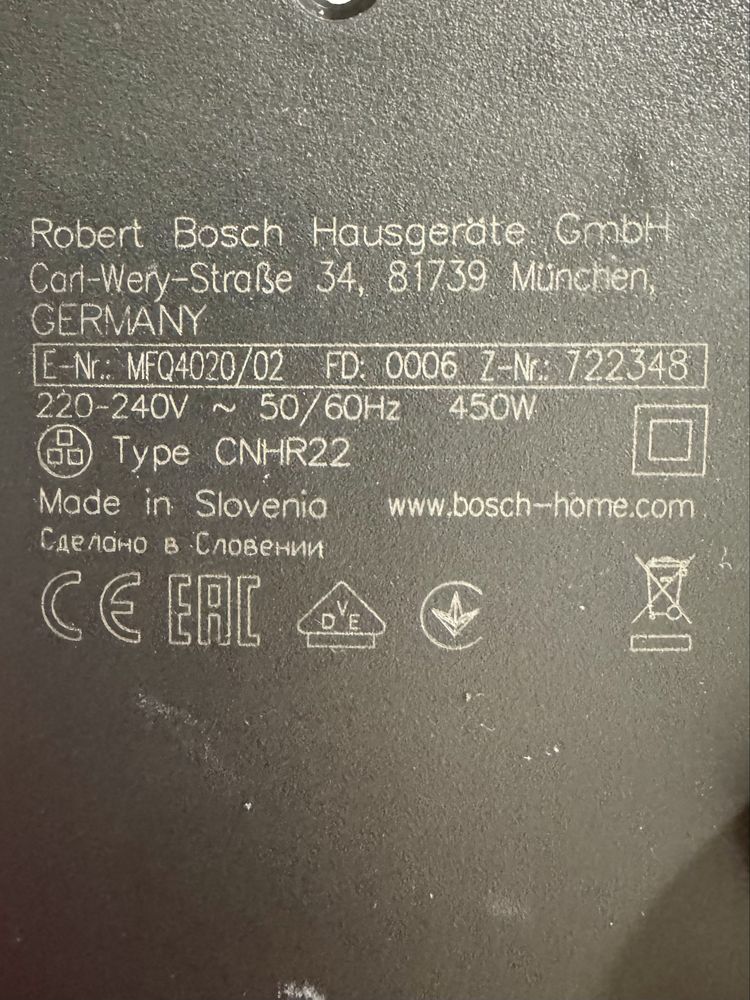 Robert Bosch Hausgeräte GmbH
Carl-Wery-Straße 34, 81739 München,
GERMANY
E-Nr.: MFQ4020/02 FD: 0006 Z-Nr.: 722348
220-240V ~ 50/60Hz 450W
Type CNHR22
Made in Slovenia www.bosch-home.com
Сделано в Словении
CE EAC VDE